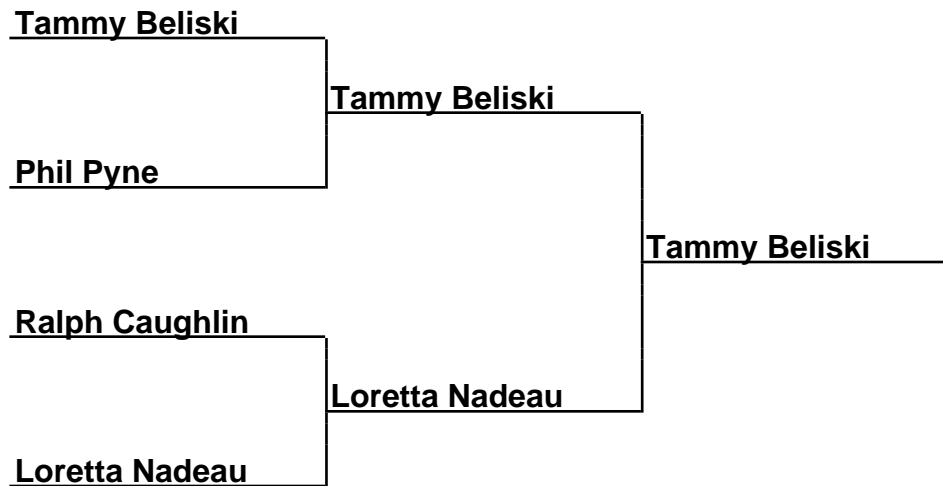 Tammy Beliski
Tammy Beliski
Phil Pyne
Tammy Beliski
Ralph Caughlin
Loretta Nadeau
Loretta Nadeau